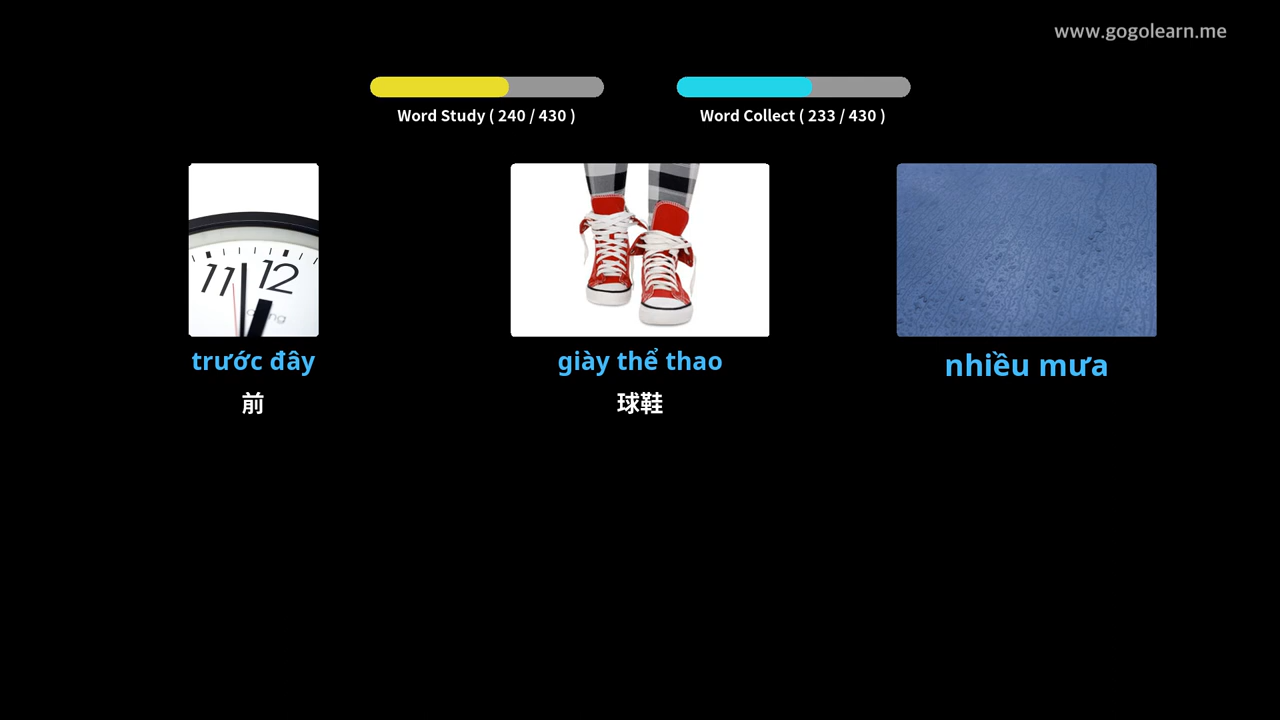 www.gogolearn.me
Word Study ( 240 / 430 )
Word Collect ( 233 / 430 )
11 12
trước đây
giày thể thao
nhiều mưa
前
球鞋